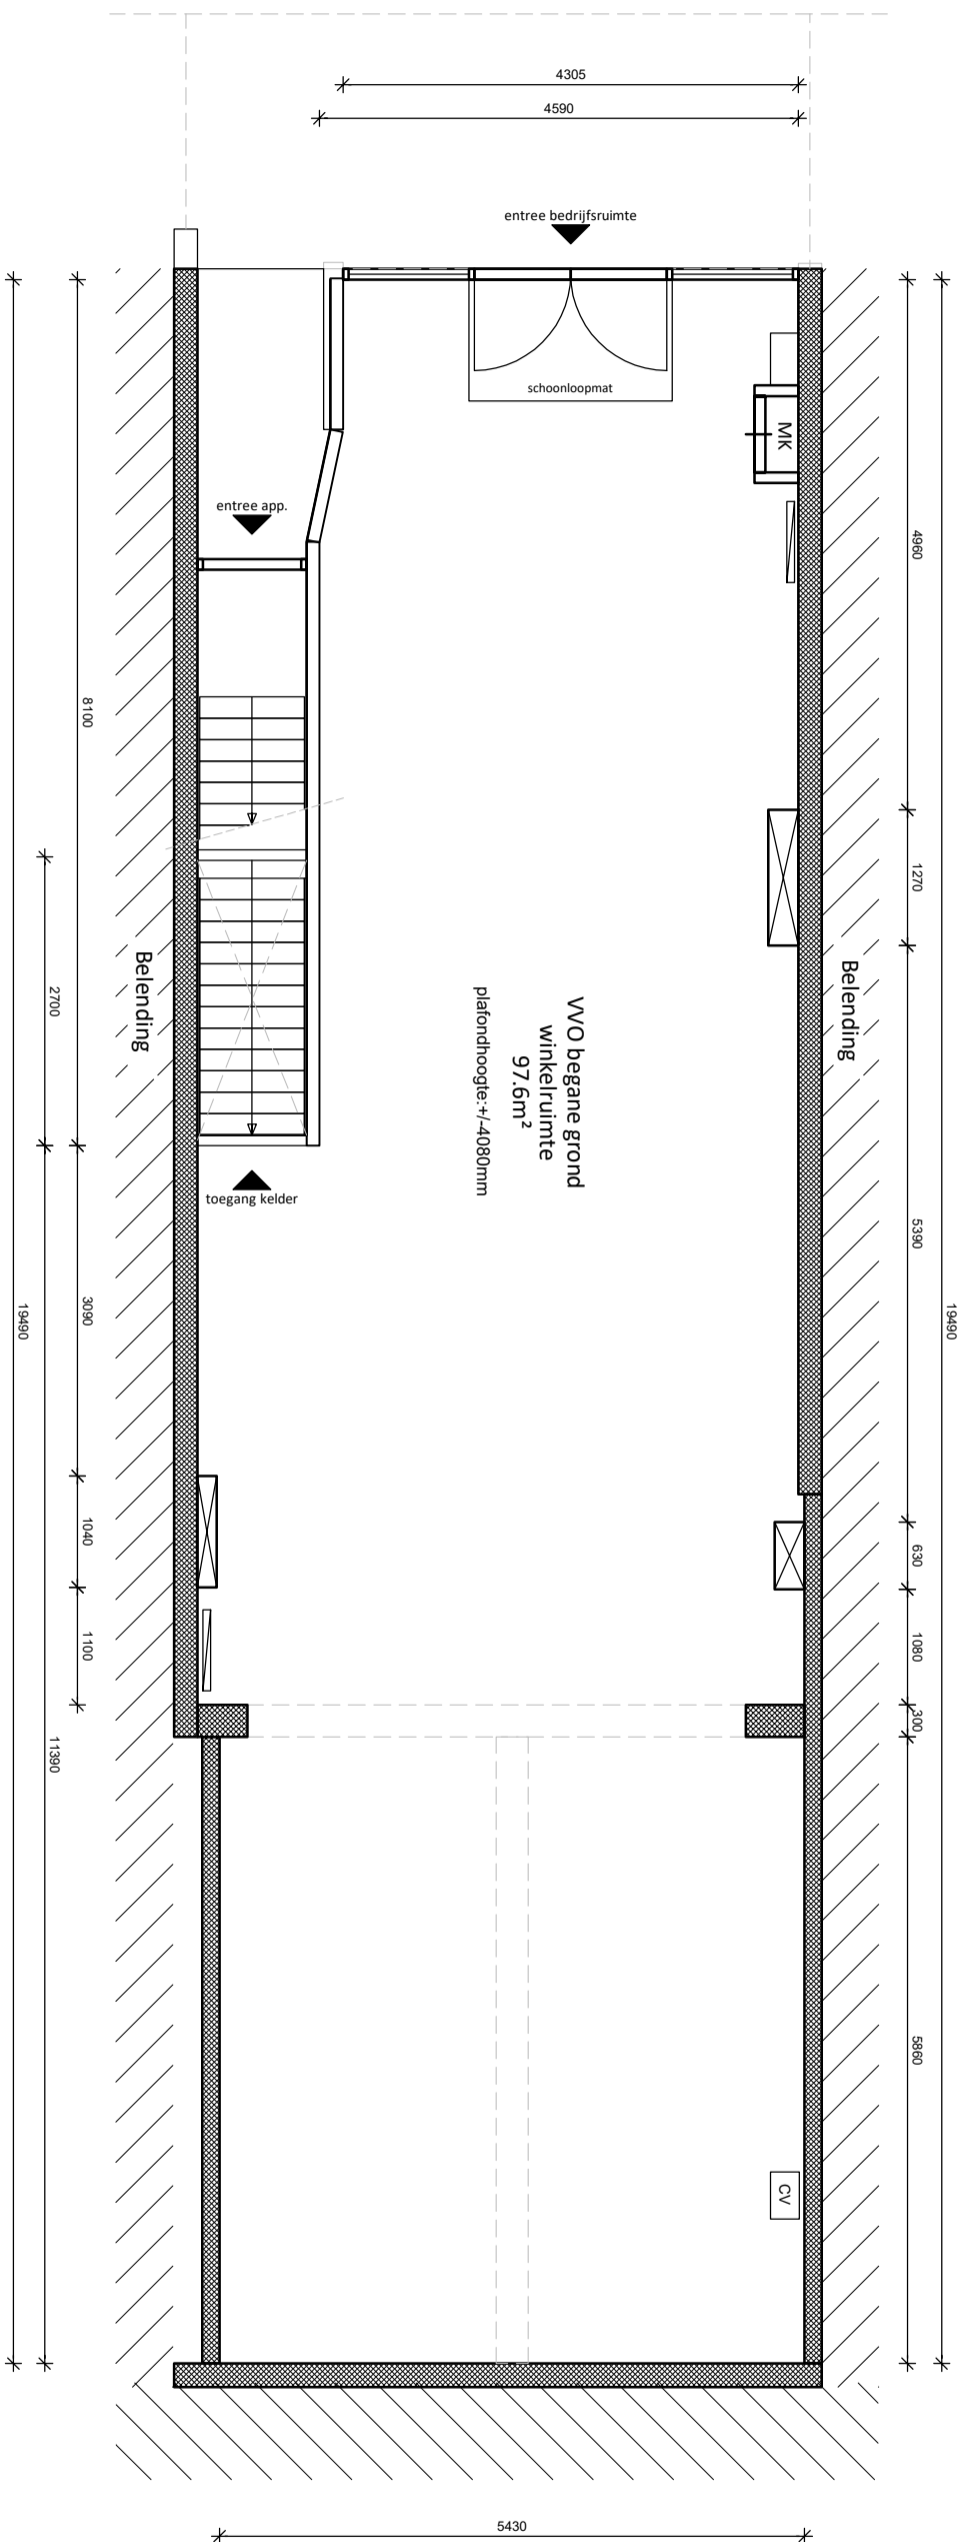 4305
4590
entree bedrijfsruimte
schoonloopmat
MK
entree app.
4960
8100
1270
Belending
Belending
2700
VVO begane grond
winkelruimte
97.6m²
plafondhoogte:+/-4080mm
toegang kelder
5390
3090
19490
19490
1040
630
1100
1080
300
11390
5860
CV
5430